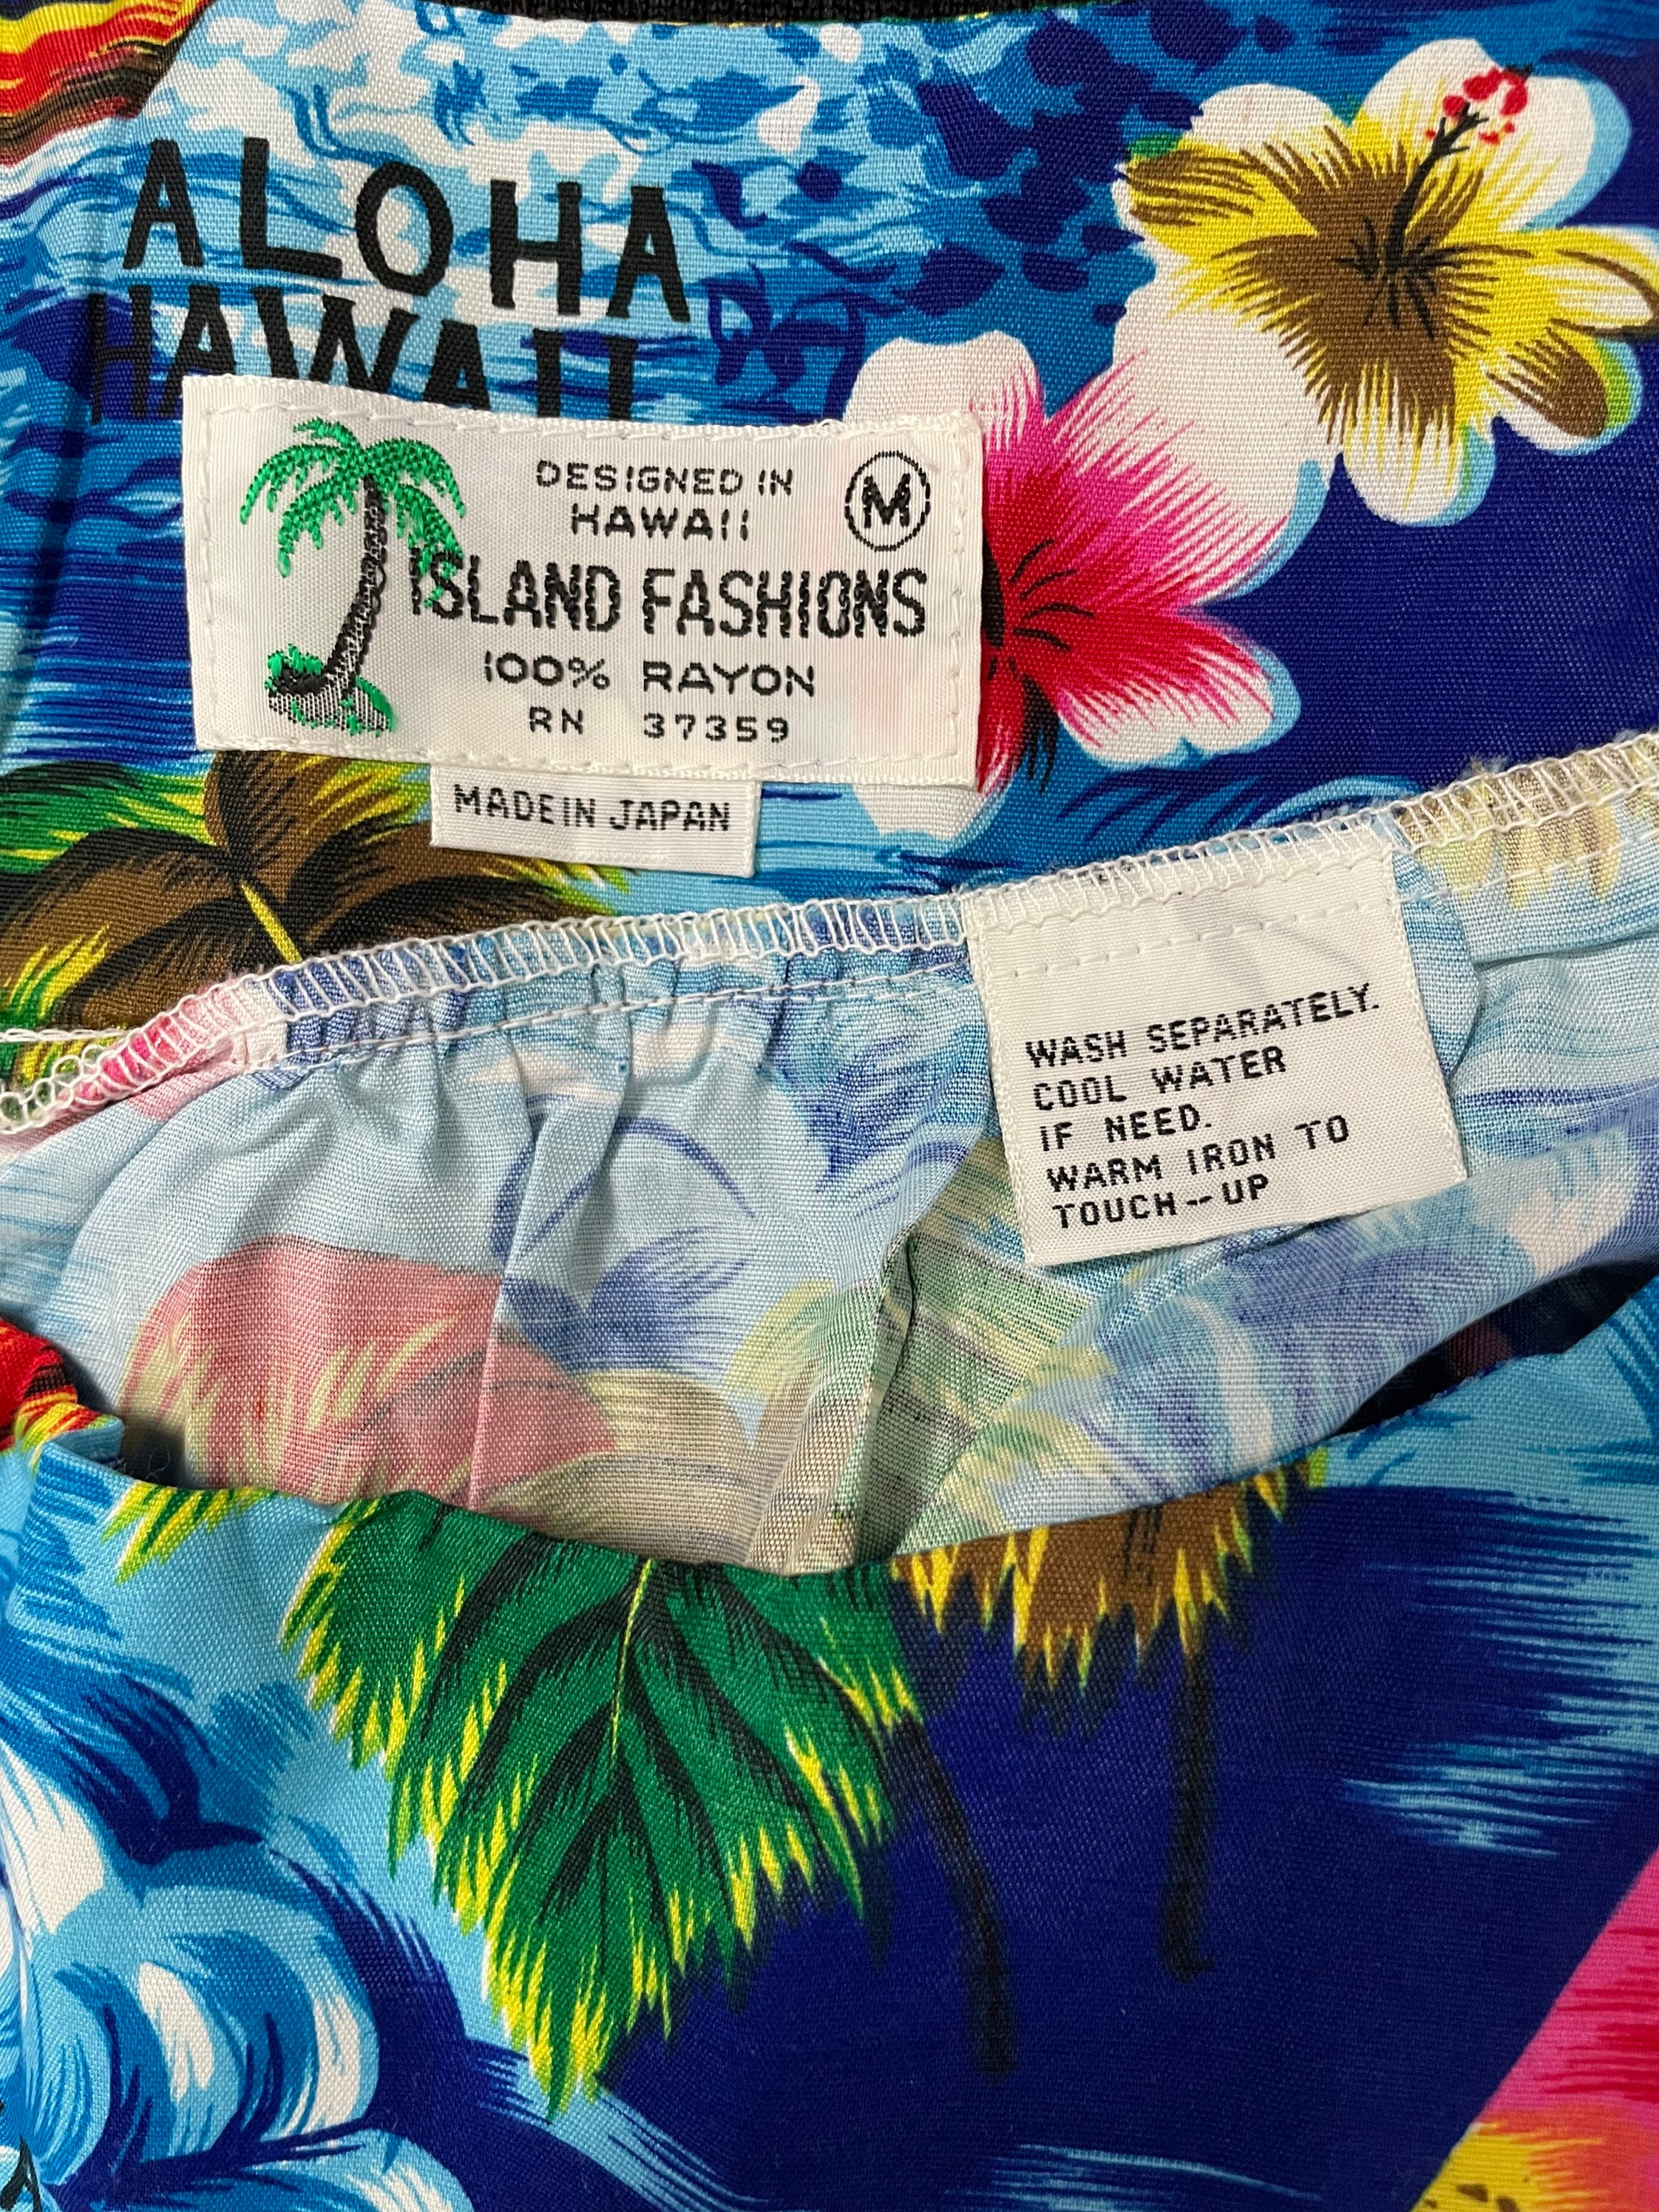 ALOHA
HAWAII
DESIGNED IN
HAWAII
M
ISLAND FASHIONS
100% RAYON
RN 37359
MADE IN JAPAN
WASH SEPARATELY.
COOL WATER
IF NEED.
WARM IRON TO
TOUCH--UP